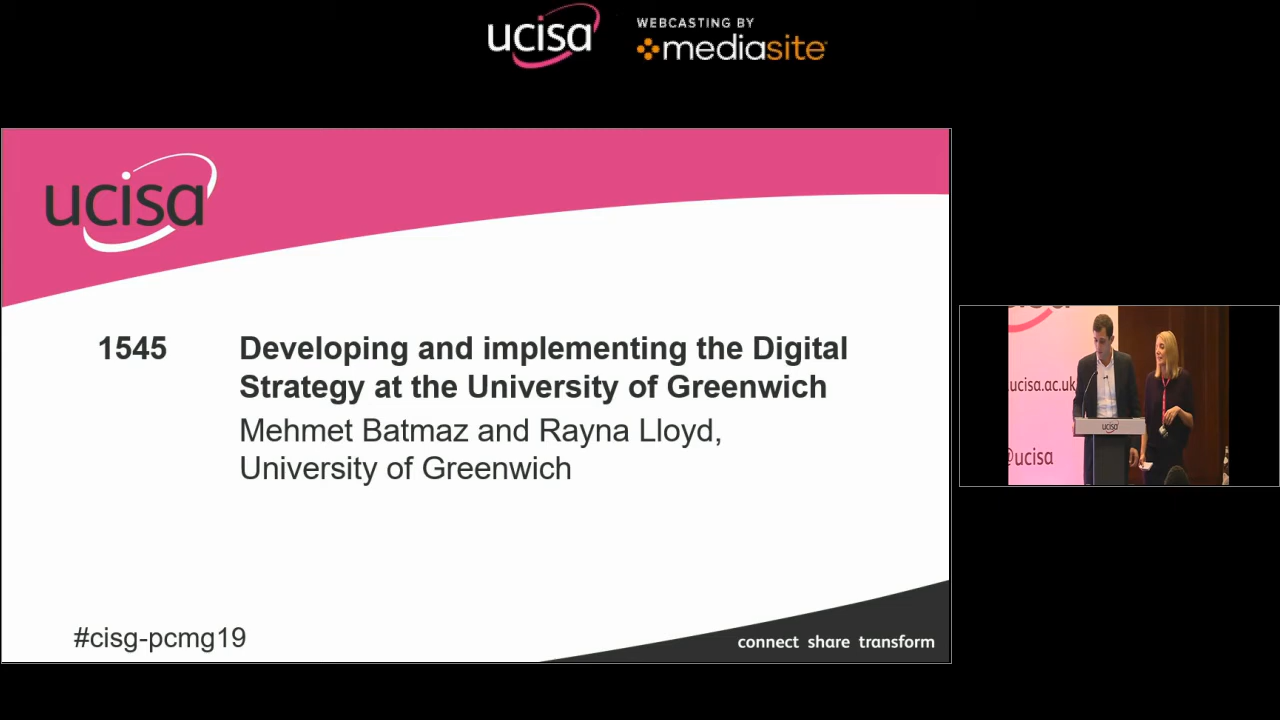 ucisa
WEBCASTING BY
mediasite
ucisa
1545 Developing and implementing the Digital
Strategy at the University of Greenwich
Mehmet Batmaz and Rayna Lloyd,
University of Greenwich
#cisg-pcmg19
connect share transform
ucisa.ac.uk
ucisa
@ucisa